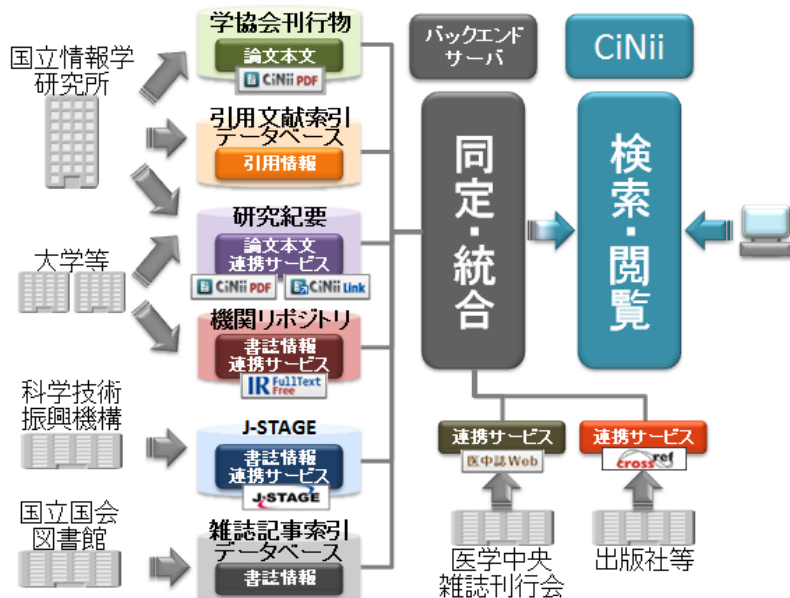 国立情報学
研究所
大学等
科学技術
振興機構
国立国会
図書館
学協会刊行物
論文本文
CiNii PDF
引用文献索引
データベース
引用情報
研究紀要
論文本文
連携サービス
CiNii PDF
CiNii Link
機関リポジトリ
書誌情報
連携サービス
IR FullText
Free
J-STAGE
書誌情報
連携サービス
J-STAGE
雑誌記事索引
データベース
書誌情報
バックエンド
サーバ
同定・統合
CiNii
検索・閲覧
連携サービス
医中誌Web
医学中央
雑誌刊行会
連携サービス
crossref
出版社等